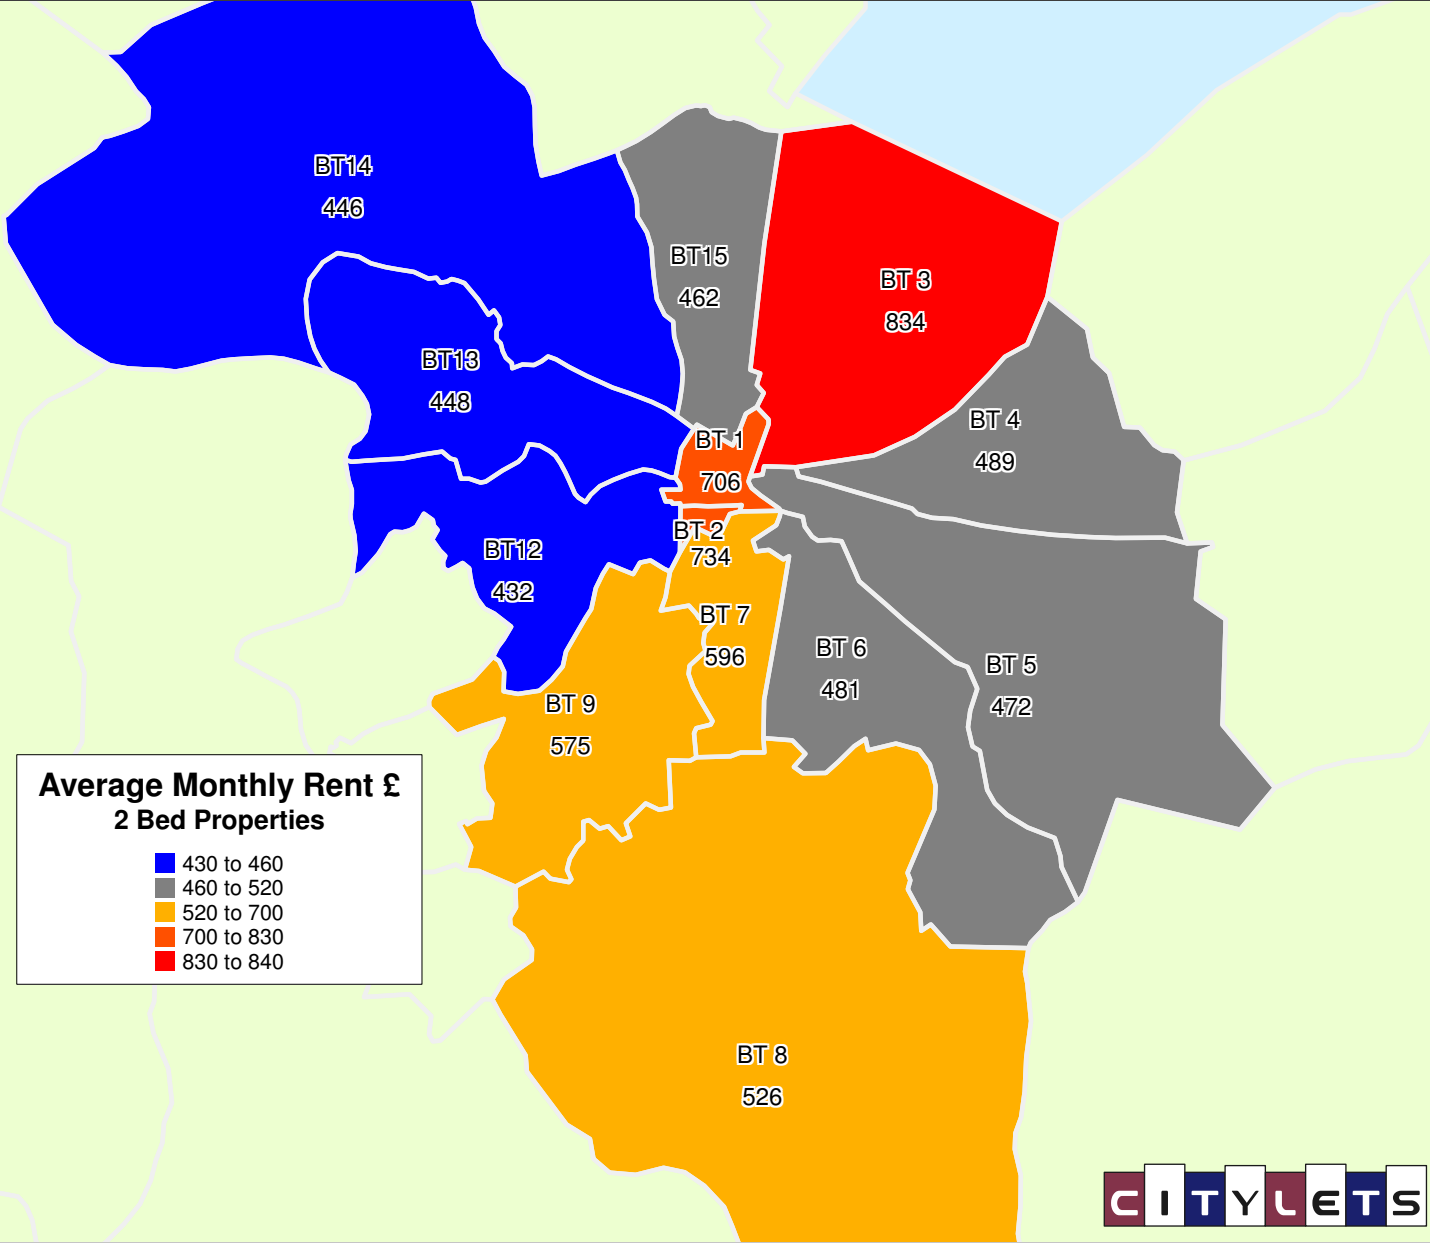 BT14
446
BT15
462
BT 3
834
BT13
448
BT 4
489
BT 1
706
BT 2
734
BT12
432
BT 7
596
BT 6
481
BT 5
472
BT 9
575
Average Monthly Rent £
2 Bed Properties
430 to 460
460 to 520
520 to 700
700 to 830
830 to 840
BT 8
526
CITYLETS